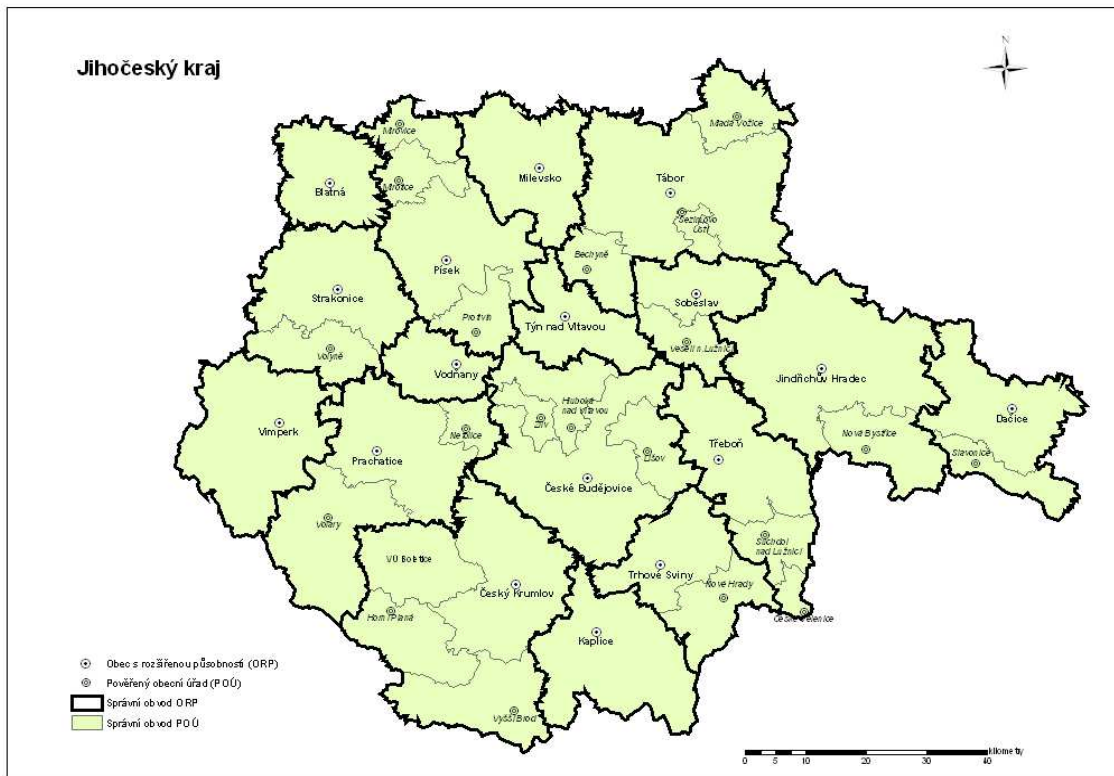 Jihočeský kraj
N
Mirovice
Mladá Vožice
Milevsko
Blatná
Mirotice
Tábor
Sezimovo
Ústí
Bechyně
Písek
Strakonice
Soběslav
Protivín
Týn nad Vltavou
Veselí n.Lužnicí
Volyně
Vodňany
Jindřichův Hradec
Hluboká
nad Vltavou
Zliv
Dačice
Vimperk
Netolice
Nová Bystřice
Prachatice
Třeboň
Lišov
Slavonice
České Budějovice
Volary
Suchdol
nad Lužnicí
VÚ Boletice
Trhové Sviny
Český Krumlov
Nové Hrady
Horní Planá
České Velenice
Kaplice
Vyšší Brod
Obec s rozšířenou působností (ORP)
Pověřený obecní úřad (POÚ)
Správní obvod ORP
Správní obvod POÚ
kilometry
0 5 10 20 30 40